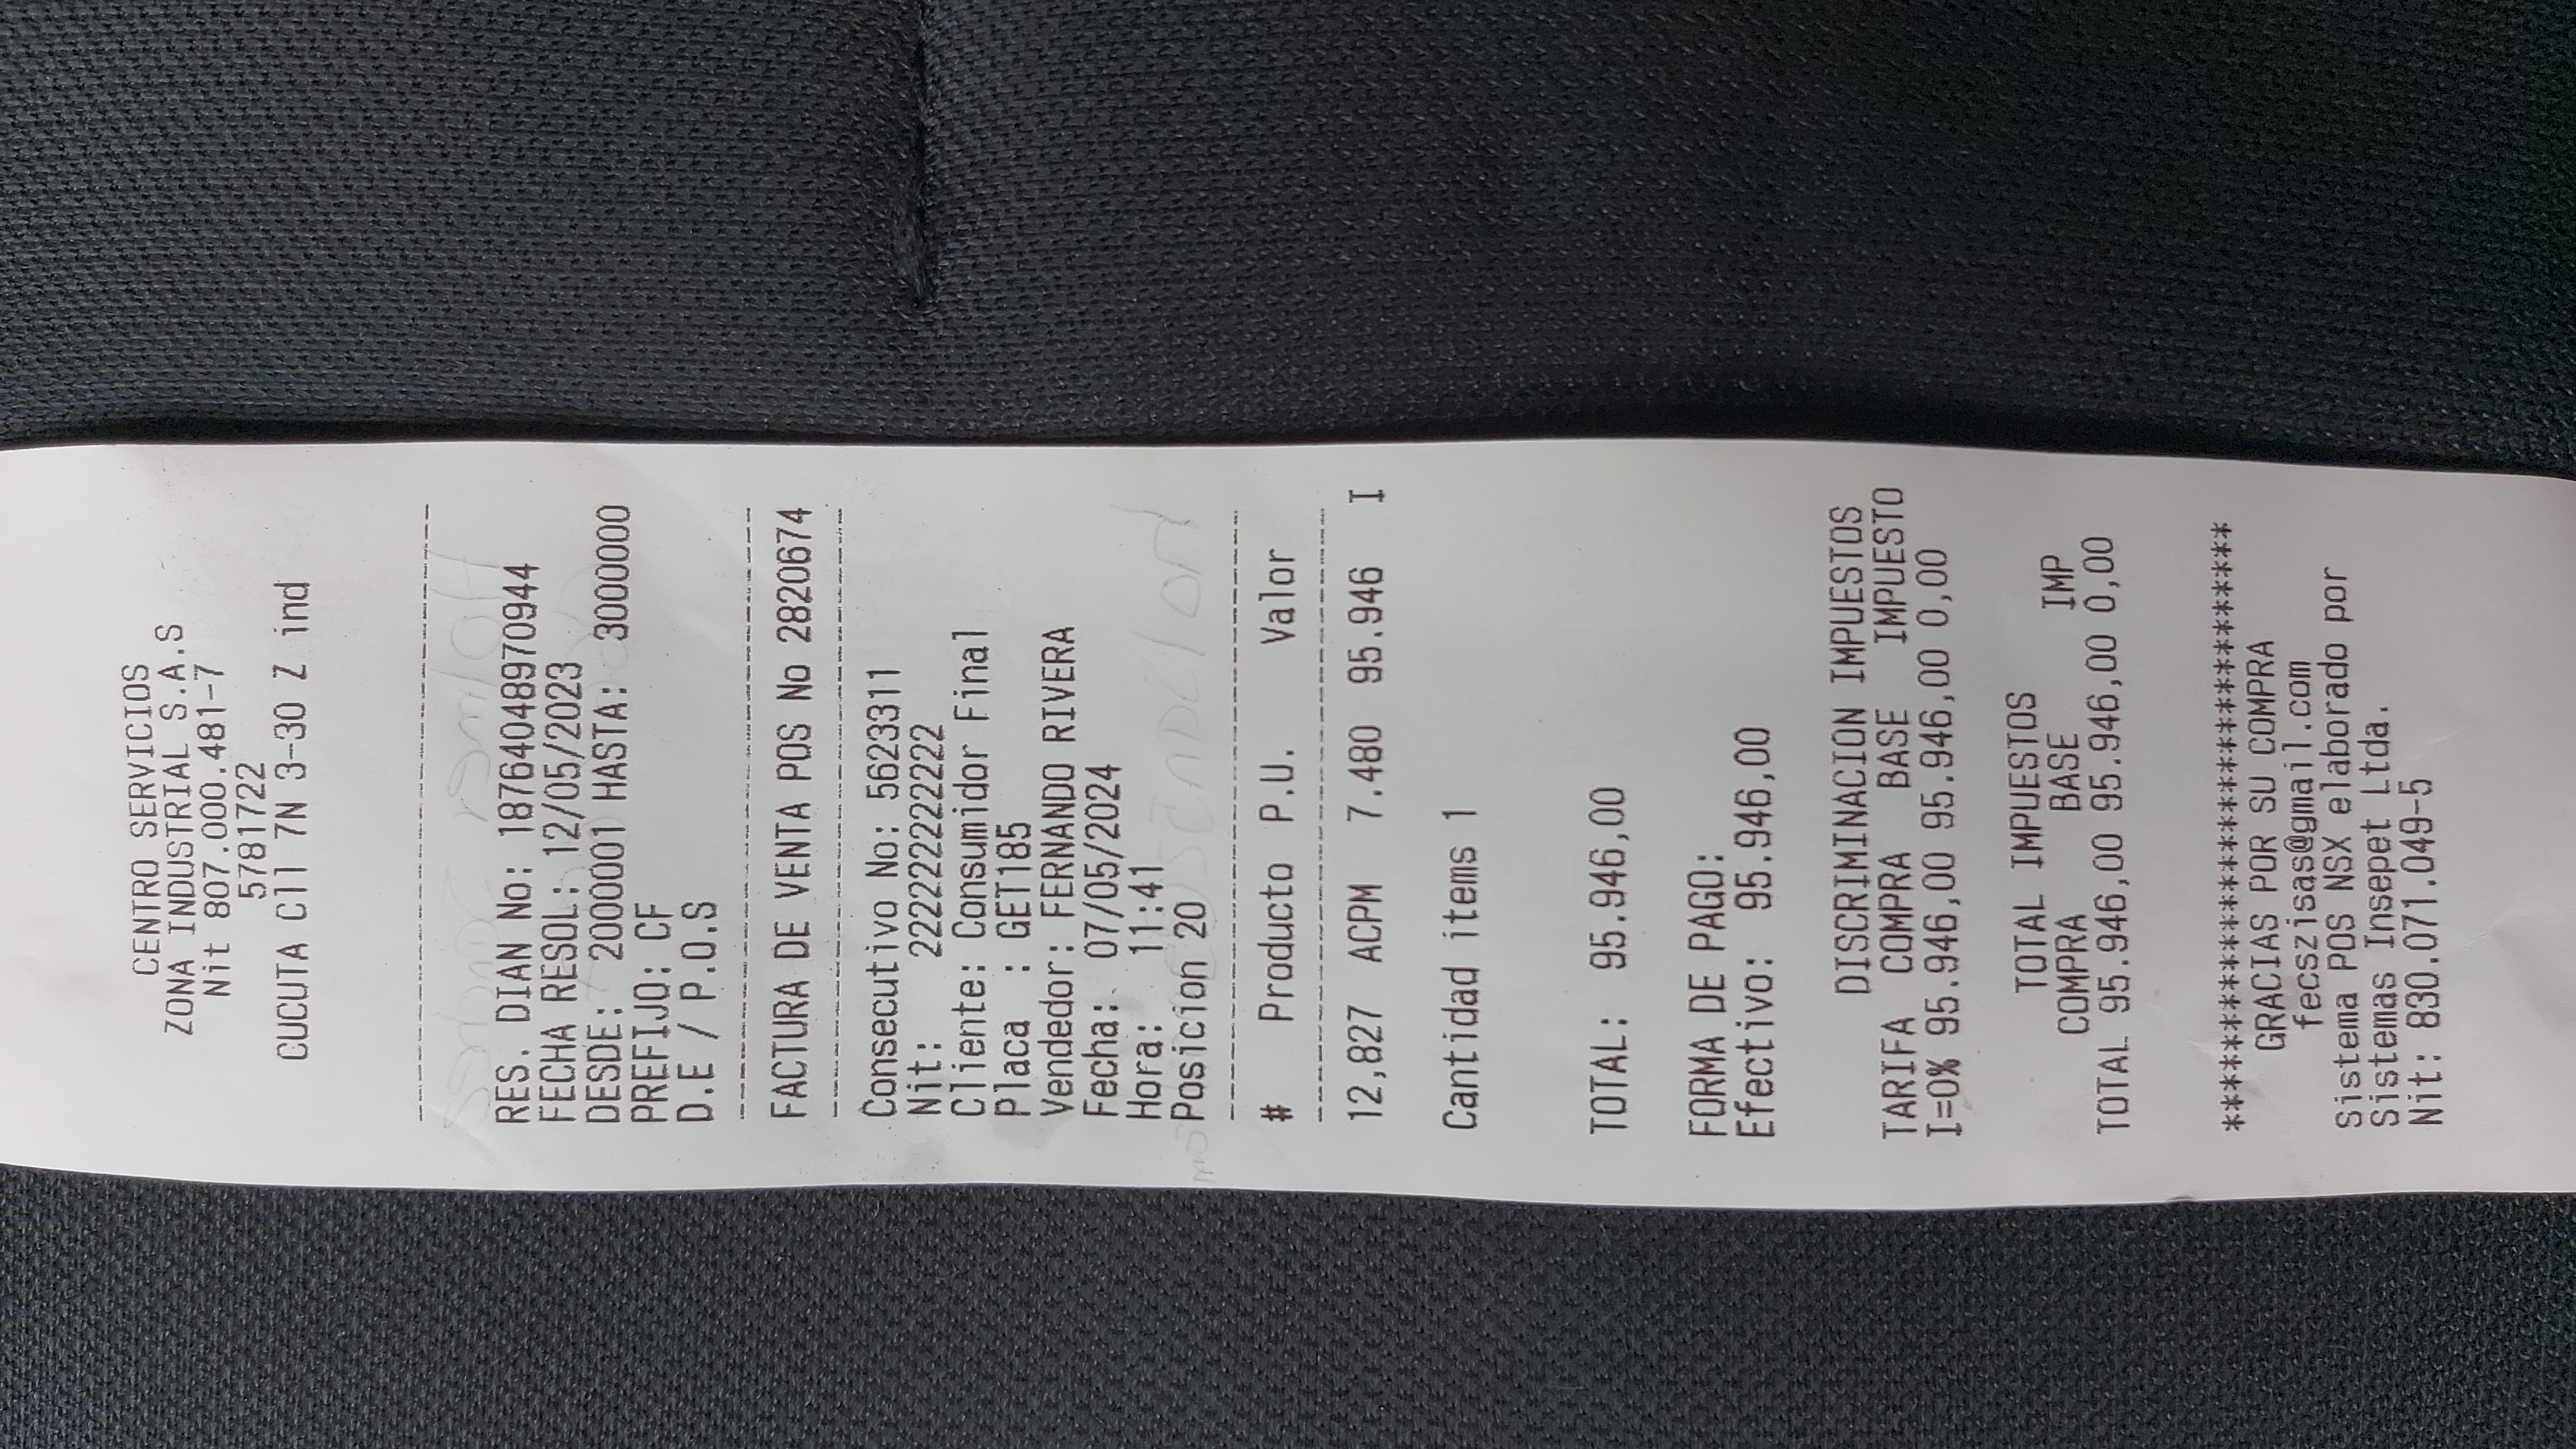 CENTRO SERVICIOS
ZONA INDUSTRIAL S.A.S
Nit 807.000.481-7
5781722
CUCUTA Cll 7N 3-30 Z ind
RES. DIAN No: 18764048970944
FECHA RESOL: 12/05/2023
DESDE: 2000001 HASTA: 30000000
PREFIJO: CF
D.E / P.O.S
FACTURA DE VENTA POS No 2820674
Consecutivo No: 5623311
Nit: 222222222222
Cliente: Consumidor Final
Placa : GET185
Vendedor: FERNANDO RIVERA
Fecha: 07/05/2024
Hora: 11:41
Posicion 20
# Producto P.U. Valor
12,827 ACPM 7.480 95.946 I
Cantidad items 1
TOTAL: 95.946,00
FORMA DE PAGO:
Efectivo: 95.946,00
DISCRIMINACION IMPUESTOS
TARIFA COMPRA BASE IMPUESTO
I=0% 95.946,00 95.946,00 0,00
TOTAL IMPUESTOS
COMPRA BASE IMP
TOTAL 95.946,00 95.946,00 0,00
********************************
GRACIAS POR SU COMPRA
fecszisas@gmail.com
Sistema POS NSX elaborado por
Sistemas Insepet Ltda.
Nit: 830.071.049-5